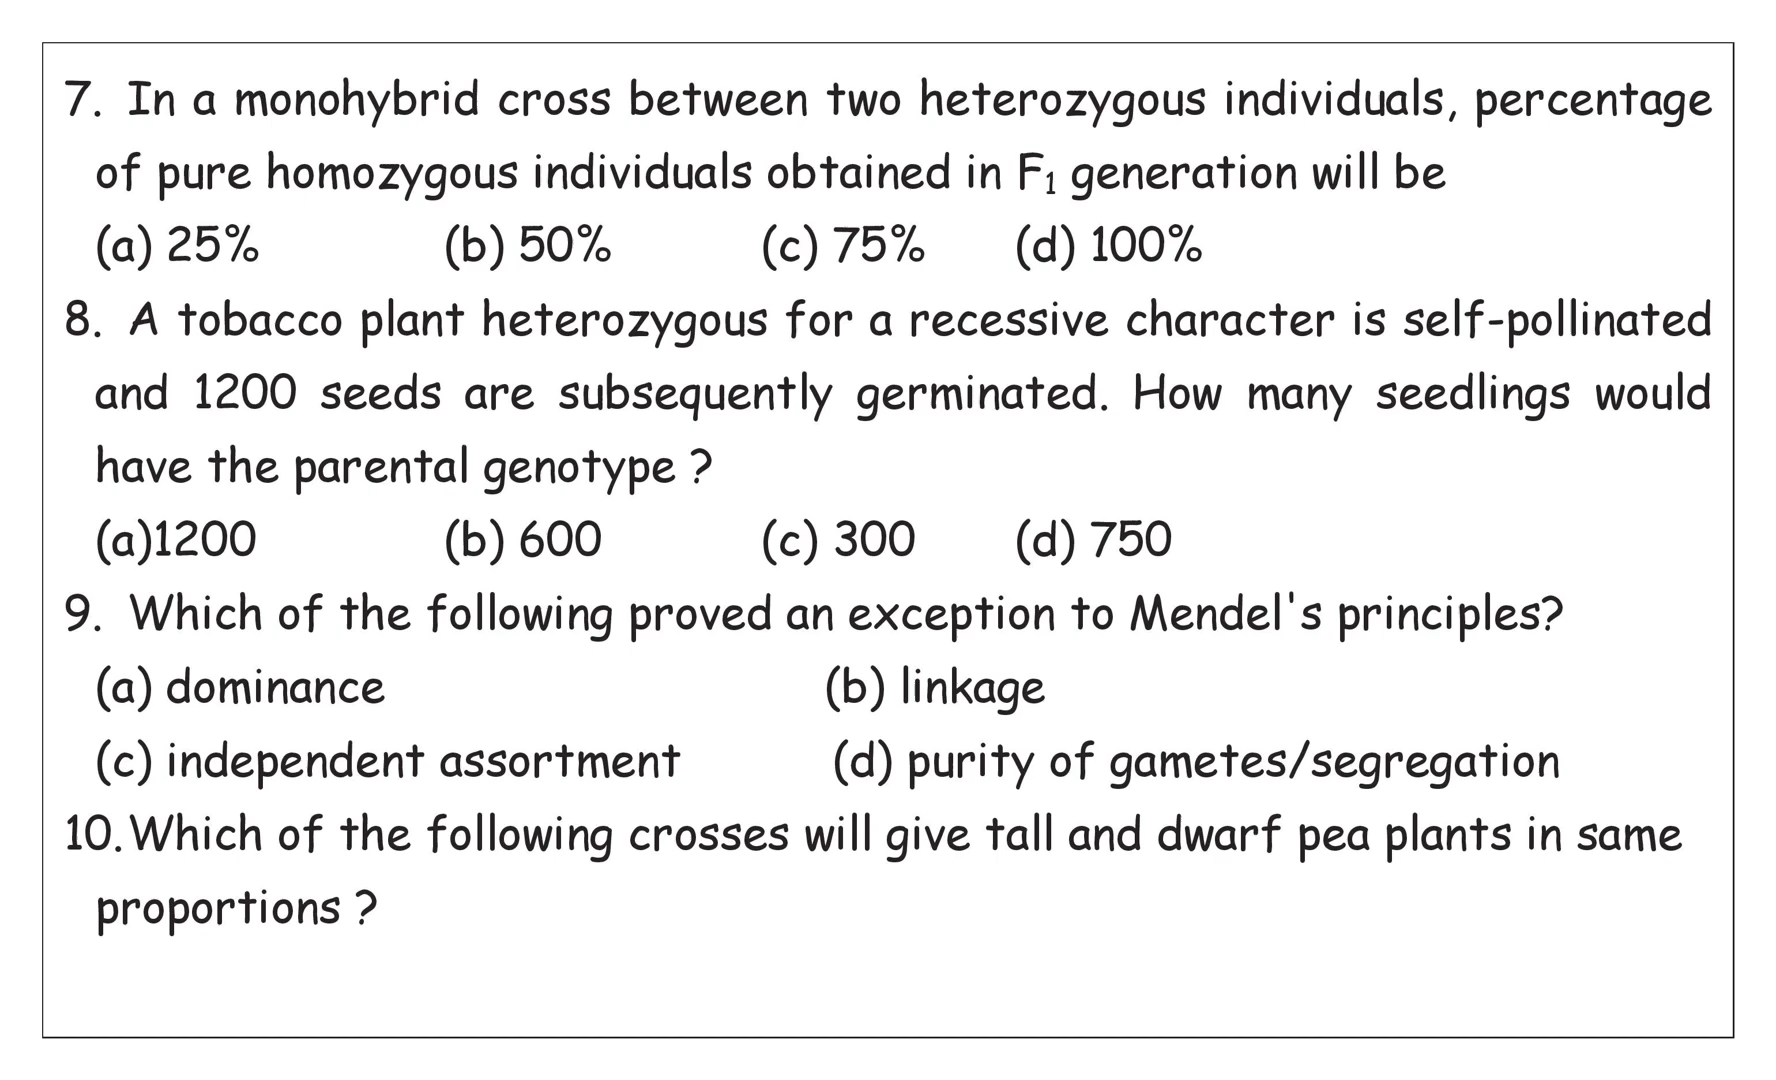 7. In a monohybrid cross between two heterozygous individuals, percentage
of pure homozygous individuals obtained in F₁ generation will be
(a) 25% (b) 50% (c) 75% (d) 100%
8. A tobacco plant heterozygous for a recessive character is self-pollinated
and 1200 seeds are subsequently germinated. How many seedlings would
have the parental genotype ?
(a)1200 (b) 600 (c) 300 (d) 750
9. Which of the following proved an exception to Mendel's principles?
(a) dominance (b) linkage
(c) independent assortment (d) purity of gametes/segregation
10. Which of the following crosses will give tall and dwarf pea plants in same
proportions ?